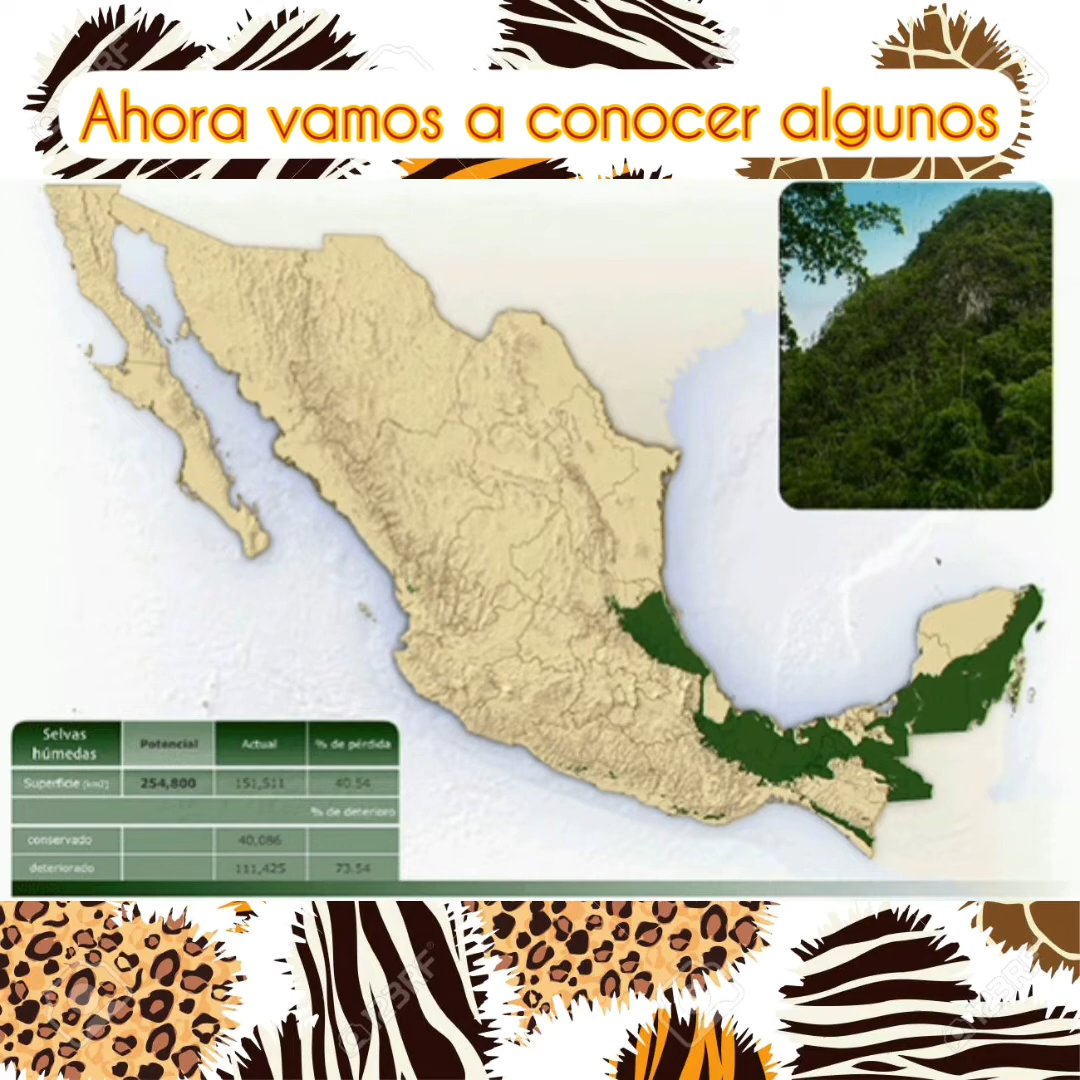 Ahora vamos a conocer algunos
Selvas húmedas Potencial Actual % de pérdida
Superficie (km2) 254,800 151,511 40.54
% de deterioro
conservado 40,086
deteriorado 111,425 73.54